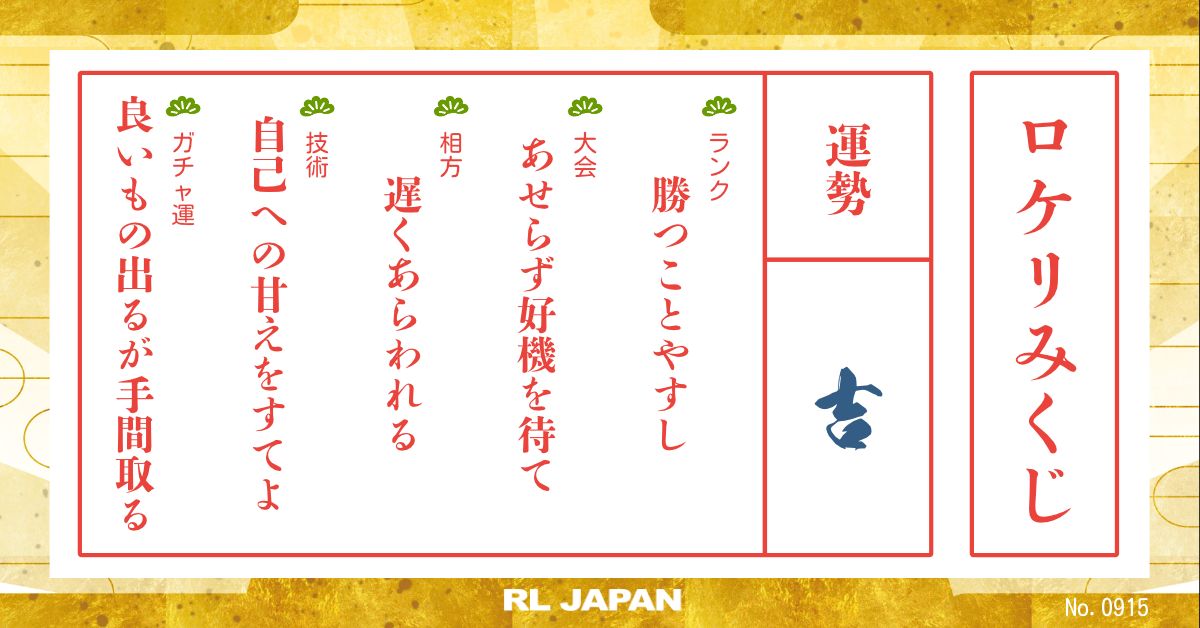 ロケリみくじ
運勢
吉
ランク
勝つことやすし
大会
あせらず好機を待て
相方
遅くあらわれる
技術
自己への甘えをすてよ
ガチャ運
良いもの出るが手間取る
RL JAPAN
No. 0915